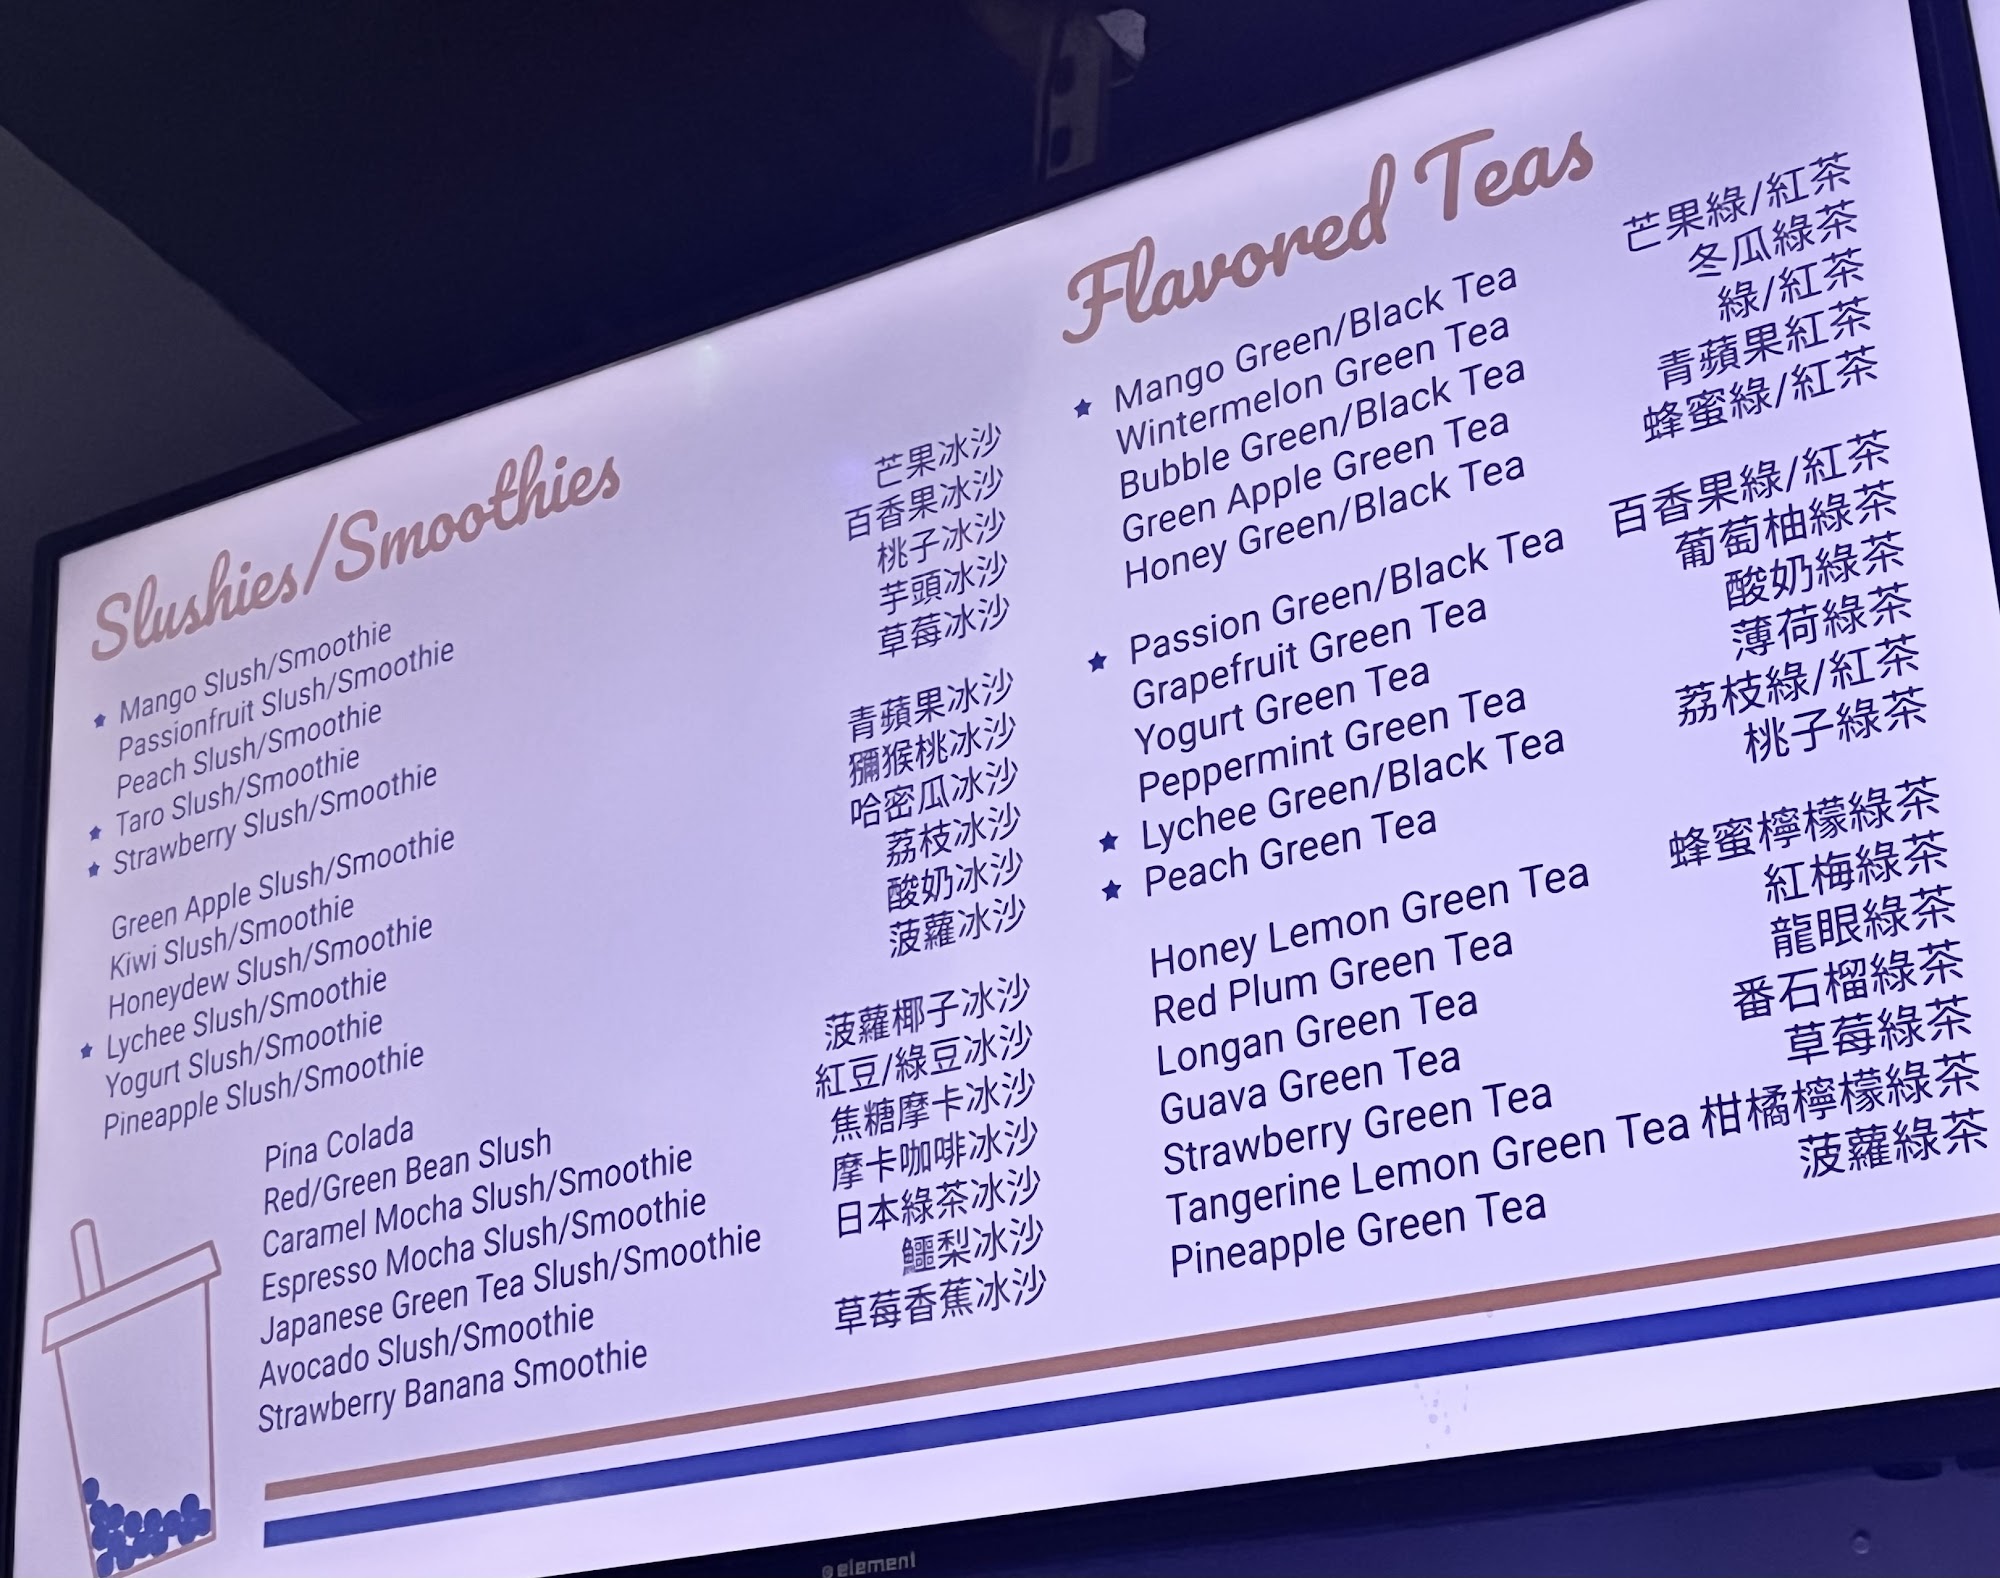 Slushies/Smoothies
★ Mango Slush/Smoothie 芒果冰沙
Passionfruit Slush/Smoothie 百香果冰沙
Peach Slush/Smoothie 桃子冰沙
★ Taro Slush/Smoothie 芋頭冰沙
★ Strawberry Slush/Smoothie 草莓冰沙
Green Apple Slush/Smoothie 青蘋果冰沙
Kiwi Slush/Smoothie 獼猴桃冰沙
Honeydew Slush/Smoothie 哈密瓜冰沙
★ Lychee Slush/Smoothie 荔枝冰沙
Yogurt Slush/Smoothie 酸奶冰沙
Pineapple Slush/Smoothie 菠蘿冰沙
Pina Colada 菠蘿椰子冰沙
Red/Green Bean Slush 紅豆/綠豆冰沙
Caramel Mocha Slush/Smoothie 焦糖摩卡冰沙
Espresso Mocha Slush/Smoothie 摩卡咖啡冰沙
Japanese Green Tea Slush/Smoothie 日本綠茶冰沙
Avocado Slush/Smoothie 鱷梨冰沙
Strawberry Banana Smoothie 草莓香蕉冰沙
Flavored Teas
★ Mango Green/Black Tea 芒果綠/紅茶
Wintermelon Green Tea 冬瓜綠茶
Bubble Green/Black Tea 綠/紅茶
Green Apple Green Tea 青蘋果紅茶
Honey Green/Black Tea 蜂蜜綠/紅茶
★ Passion Green/Black Tea 百香果綠/紅茶
Grapefruit Green Tea 葡萄柚綠茶
Yogurt Green Tea 酸奶綠茶
Peppermint Green Tea 薄荷綠茶
★ Lychee Green/Black Tea 荔枝綠/紅茶
★ Peach Green Tea 桃子綠茶
Honey Lemon Green Tea 蜂蜜檸檬綠茶
Red Plum Green Tea 紅梅綠茶
Longan Green Tea 龍眼綠茶
Guava Green Tea 番石榴綠茶
Strawberry Green Tea 草莓綠茶
Tangerine Lemon Green Tea 柑橘檸檬綠茶
Pineapple Green Tea 菠蘿綠茶
element